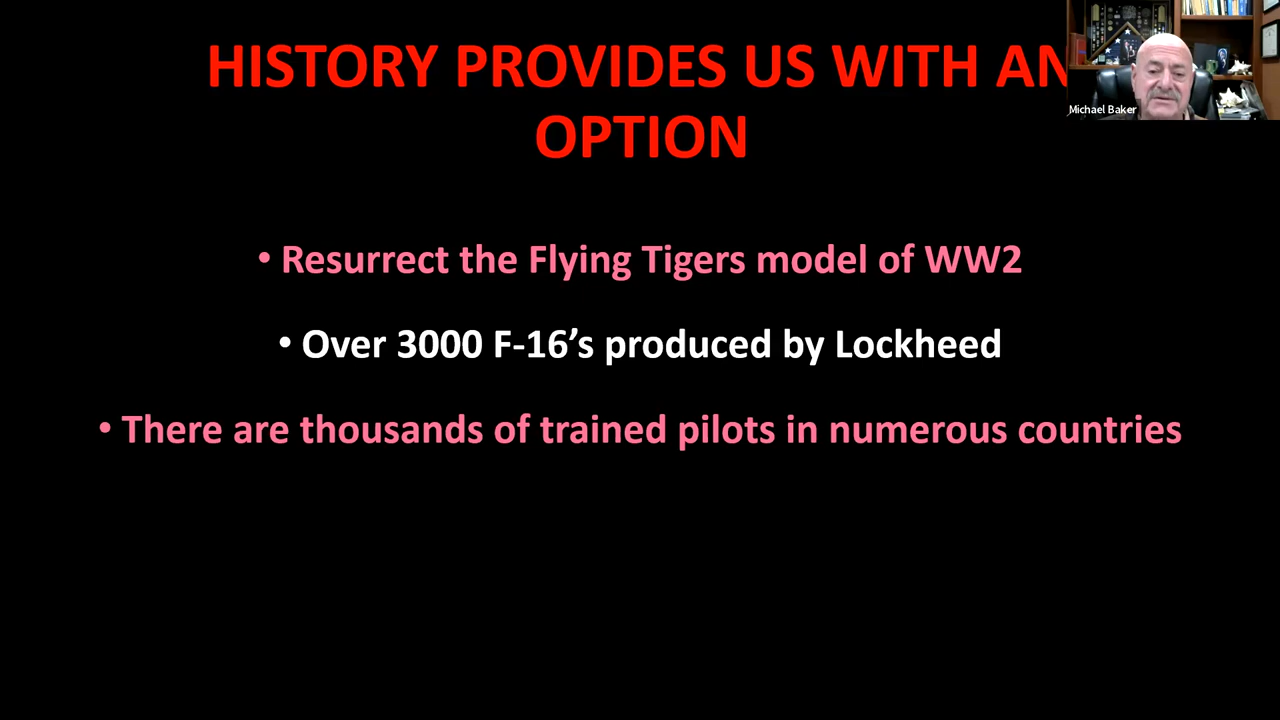 HISTORY PROVIDES US WITH AN
OPTION
Michael Baker
• Resurrect the Flying Tigers model of WW2
• Over 3000 F-16’s produced by Lockheed
• There are thousands of trained pilots in numerous countries